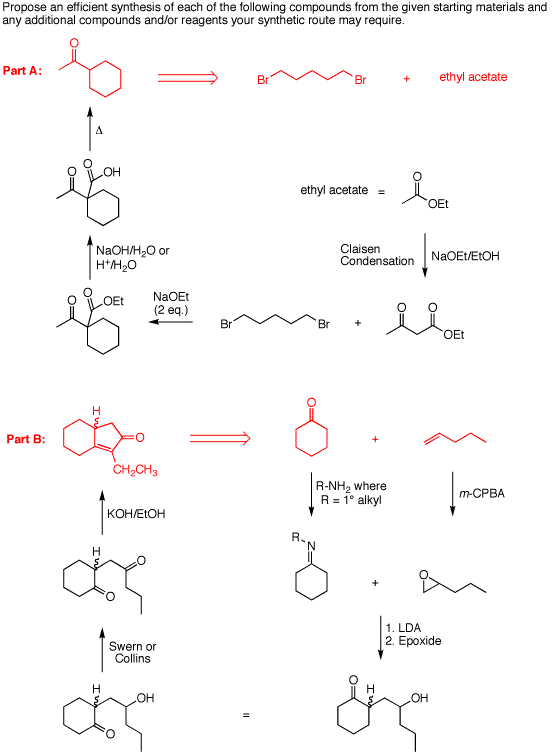 Propose an efficient synthesis of each of the following compounds from the given starting materials and
any additional compounds and/or reagents your synthetic route may require.
Part A:
O
Br Br + ethyl acetate
Δ
O O OH
ethyl acetate = O OEt
NaOH/H2O or
H+/H2O
Claisen
Condensation
NaOEt/EtOH
O O OEt
NaOEt
(2 eq.)
Br Br + O O OEt
Part B:
H
O
CH2CH3
O
+
KOH/EtOH
R-NH2 where
R = 1° alkyl
m-CPBA
H O
O
R N
+
O
Swern or
Collins
1. LDA
2. Epoxide
H OH
O
=
O H OH